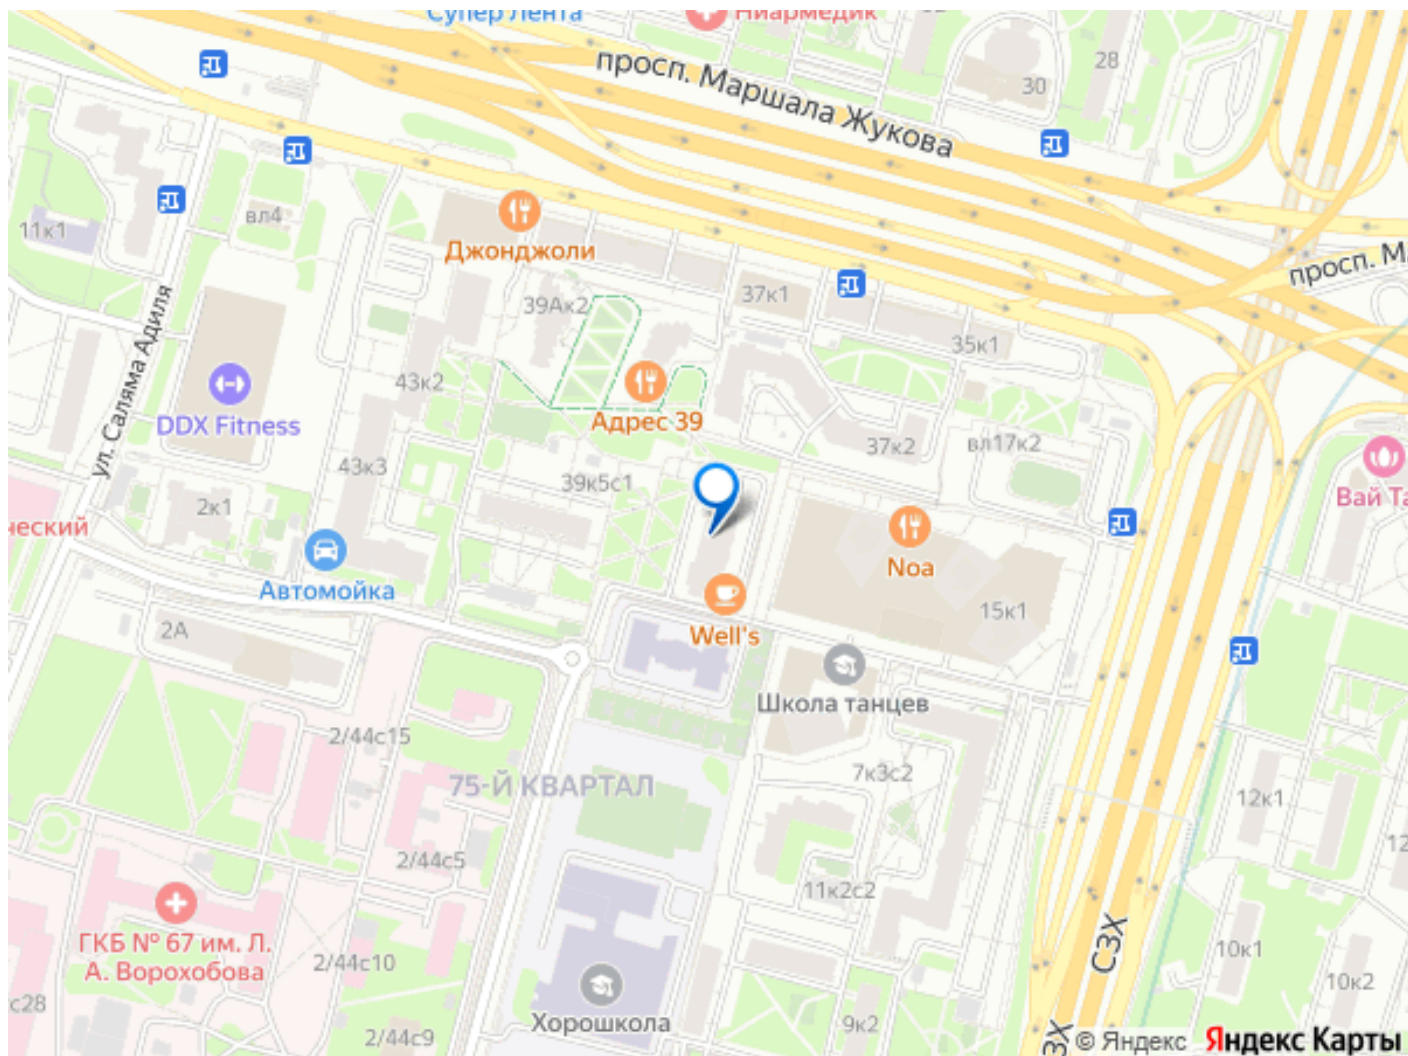 Супер Лента
Ниармедик
28
30
просп. Маршала Жукова
11к1
вл4
Джонджоли
просп. М
39Ак2
37к1
35к1
ул. Саляма Адиля
DDX Fitness
43к2
Адрес 39
37к2
вл17к2
43к3
39к5с1
Вай Та
2к1
ческий
Noa
Автомойка
15к1
2А
Well's
Школа танцев
2/44с15
75-Й КВАРТАЛ
7к3с2
12к1
2/44с5
12
11к2с2
ГКБ № 67 им. Л.
А. Ворохобова
2/44с10
СЗХ
10к1
10к2
с28
Хорошкола
9к2
2/44с9
ЗХ
© Яндекс Яндекс Карты